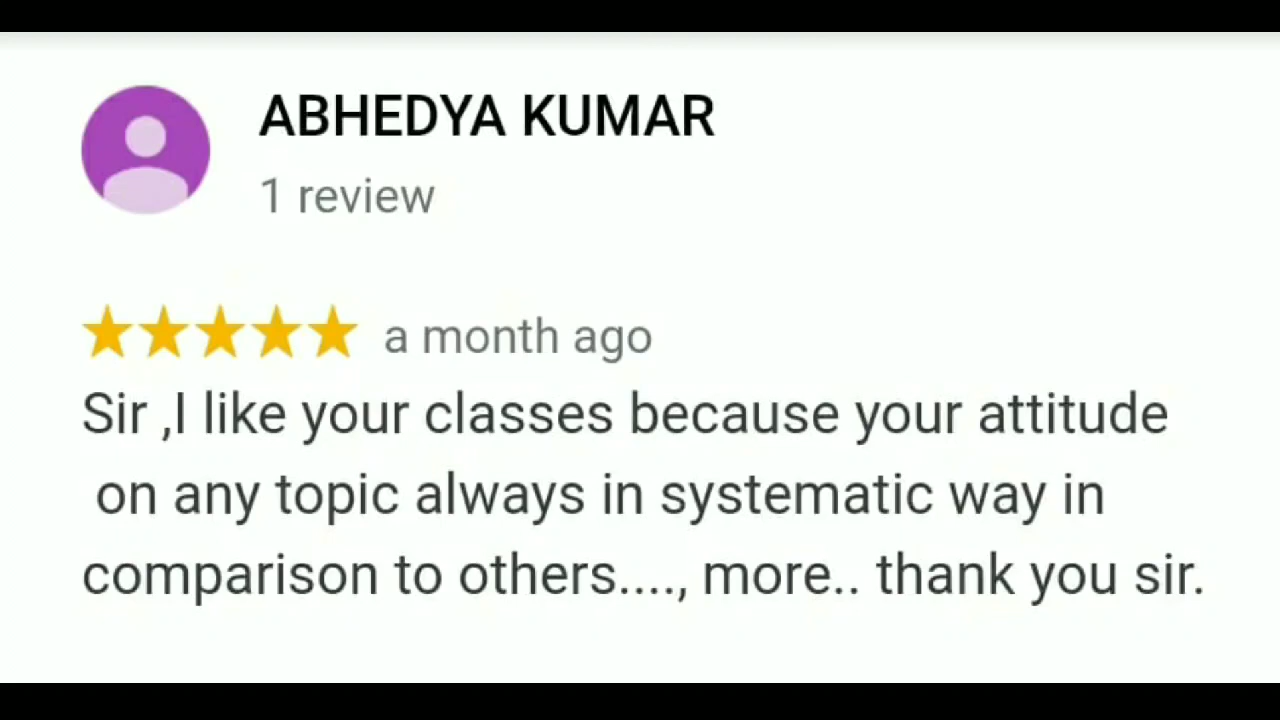 ABHEDYA KUMAR
1 review
a month ago
Sir ,I like your classes because your attitude
on any topic always in systematic way in
comparison to others...., more.. thank you sir.